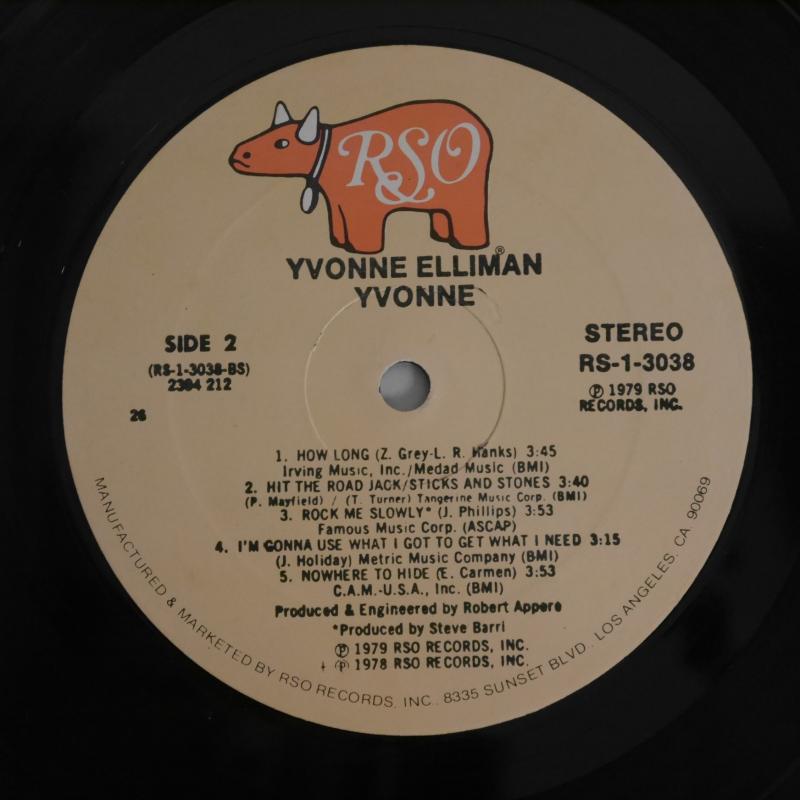 RSO
®
YVONNE ELLIMAN
YVONNE
SIDE 2
(RS-1-3038-BS)
2394 212
26
STEREO
RS-1-3038
℗ 1979 RSO
RECORDS, INC.
1. HOW LONG (Z. Grey-L. R. Hanks) 3:45
Irving Music, Inc./Medad Music (BMI)
2. HIT THE ROAD JACK/STICKS AND STONES 3:40
(P. Mayfield) / (T. Turner) Tangerine Music Corp. (BMI)
3. ROCK ME SLOWLY* (J. Phillips) 3:53
Famous Music Corp. (ASCAP)
4. I'M GONNA USE WHAT I GOT TO GET WHAT I NEED 3:15
(J. Holiday) Metric Music Company (BMI)
5. NOWHERE TO HIDE (E. Carmen) 3:53
C.A.M.-U.S.A., Inc. (BMI)
Produced & Engineered by Robert Appere
*Produced by Steve Barri
℗ 1979 RSO RECORDS, INC.
+ ℗ 1978 RSO RECORDS, INC.
MANUFACTURED & MARKETED BY RSO RECORDS, INC., 8335 SUNSET BLVD., LOS ANGELES, CA 90069